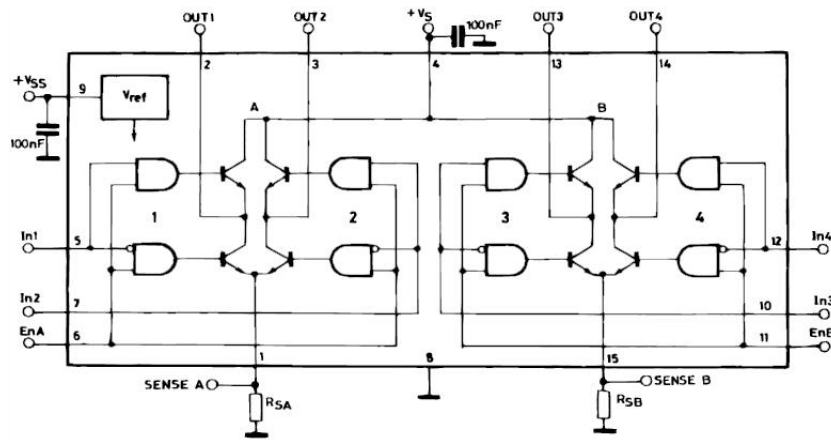 OUT1
OUT2
+VS
100nF
OUT3
OUT4
2
3
4
13
14
+VSS
9
Vref
A
B
100nF
1
2
3
4
In1
5
12
In4
In2
7
10
In3
EnA
6
11
EnB
1
8
15
SENSE A
SENSE B
RSA
RSB